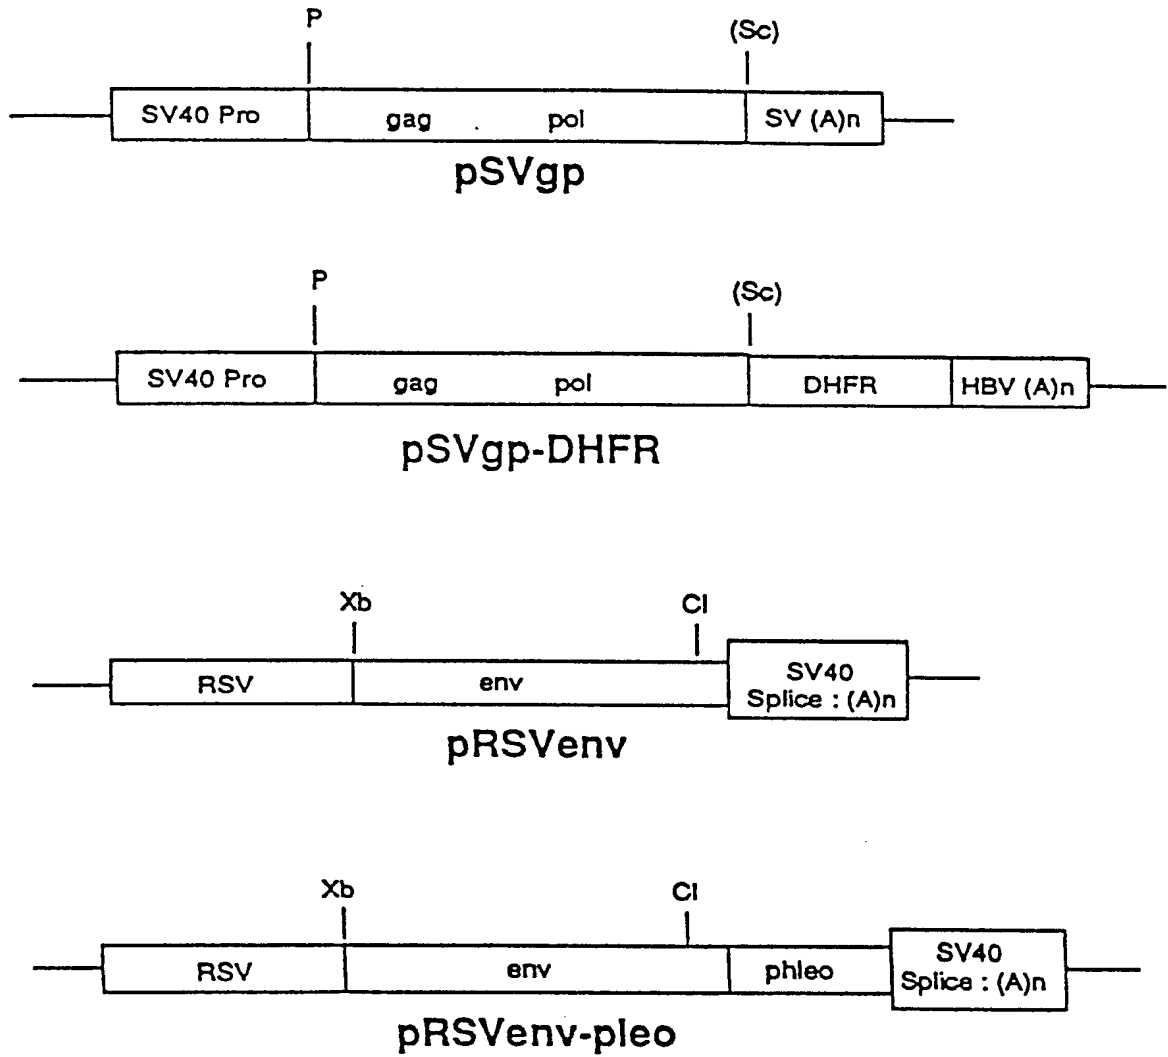 P (Sc)
SV40 Pro gag pol SV (A)n
pSVgp
P (Sc)
SV40 Pro gag pol DHFR HBV (A)n
pSVgp-DHFR
Xb Cl
RSV env SV40
Splice : (A)n
pRSVenv
Xb Cl
RSV env phleo SV40
Splice : (A)n
pRSVenv-pleo